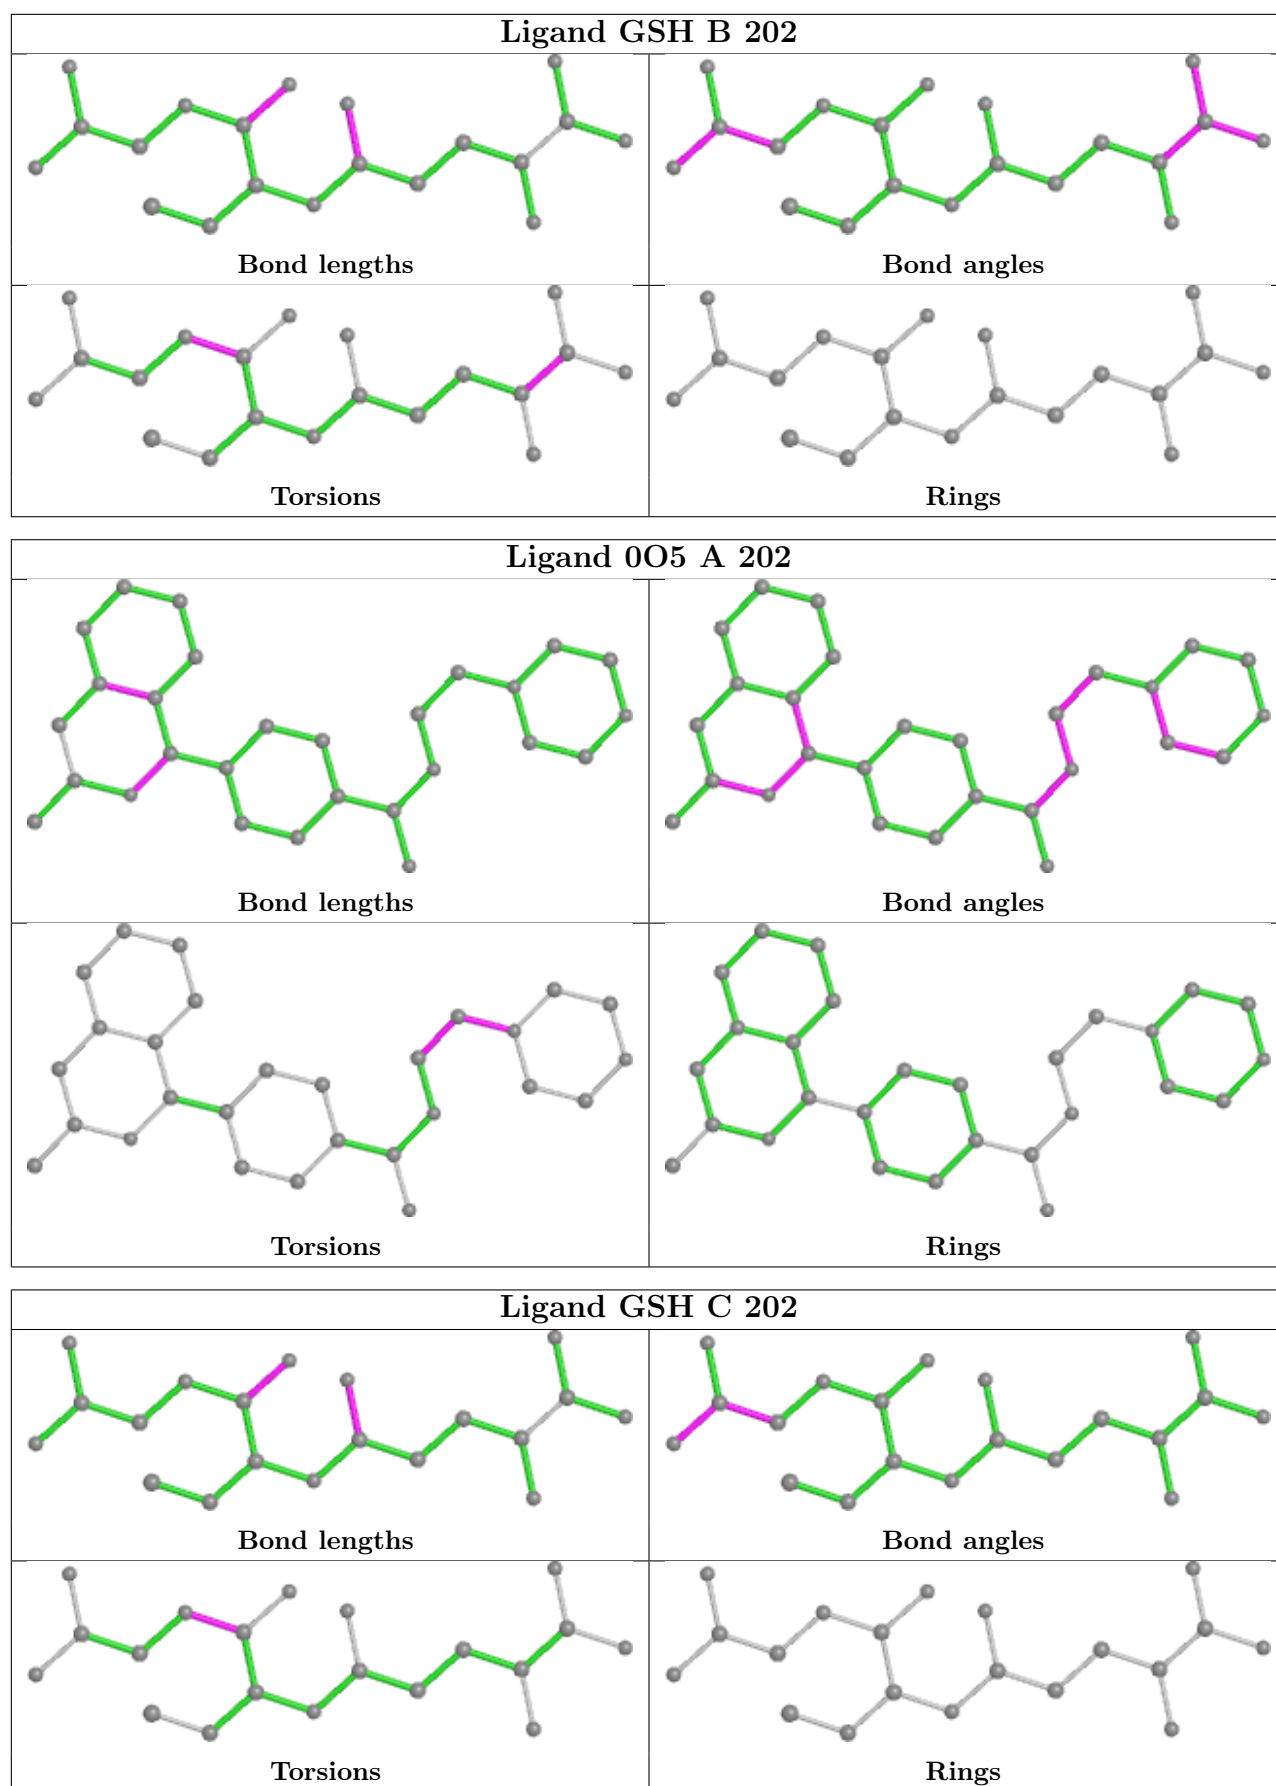 Ligand GSH B 202
Bond lengths
Bond angles
Torsions
Rings
Ligand 0O5 A 202
Bond lengths
Bond angles
Torsions
Rings
Ligand GSH C 202
Bond lengths
Bond angles
Torsions
Rings